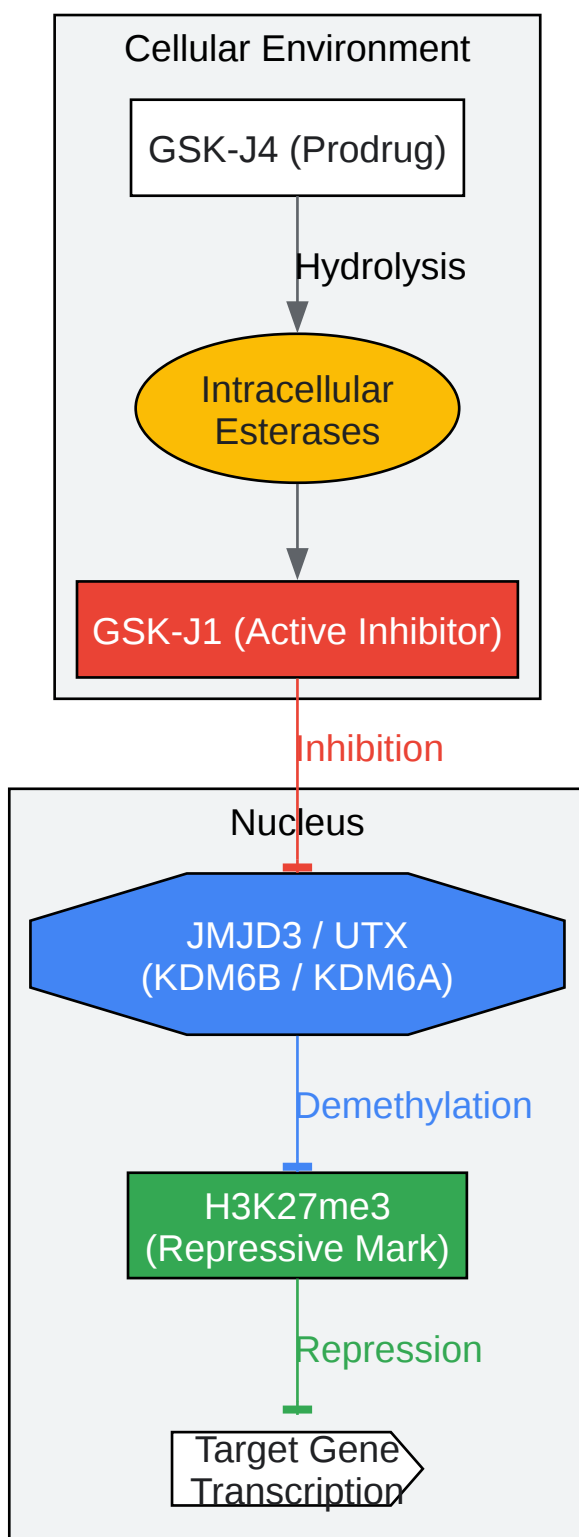 Cellular Environment
GSK-J4 (Prodrug)
Hydrolysis
Intracellular
Esterases
GSK-J1 (Active Inhibitor)
Inhibition
Nucleus
JMJD3 / UTX
(KDM6B / KDM6A)
Demethylation
H3K27me3
(Repressive Mark)
Repression
Target Gene
Transcription